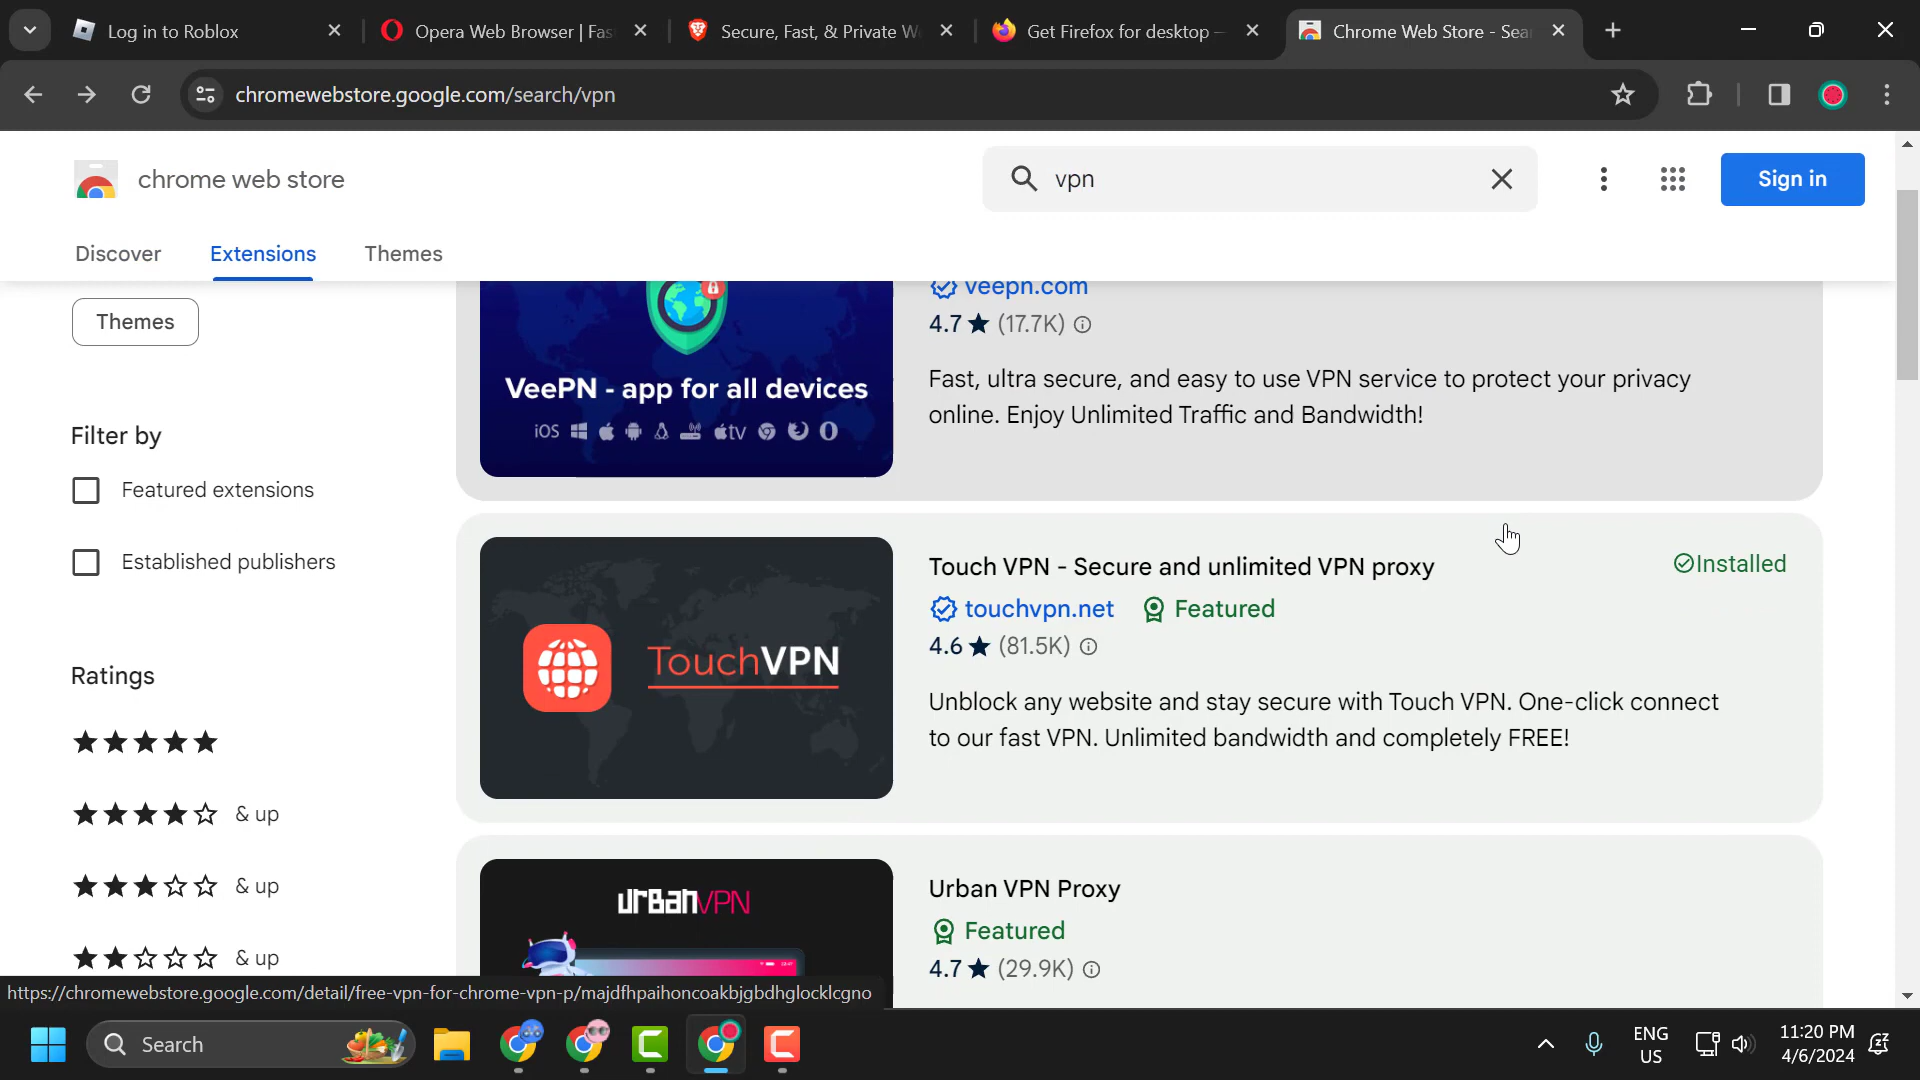 Log in to Roblox
Opera Web Browser | Fas
Secure, Fast, & Private W
Get Firefox for desktop —
Chrome Web Store - Sear
chromewebstore.google.com/search/vpn
chrome web store
vpn
Sign in
Discover
Extensions
Themes
Themes
Filter by
Featured extensions
Established publishers
Ratings
& up
& up
& up
VeePN - app for all devices
iOS
tv
veepn.com
4.7 ★ (17.7K)
Fast, ultra secure, and easy to use VPN service to protect your privacy
online. Enjoy Unlimited Traffic and Bandwidth!
TouchVPN
Touch VPN - Secure and unlimited VPN proxy
Installed
touchvpn.net
Featured
4.6 ★ (81.5K)
Unblock any website and stay secure with Touch VPN. One-click connect
to our fast VPN. Unlimited bandwidth and completely FREE!
urBanVPN
Urban VPN Proxy
Featured
4.7 ★ (29.9K)
https://chromewebstore.google.com/detail/free-vpn-for-chrome-vpn-p/majdfhpaihoncoakbjgbdhglocklcgno
Search
ENG
US
11:20 PM
4/6/2024